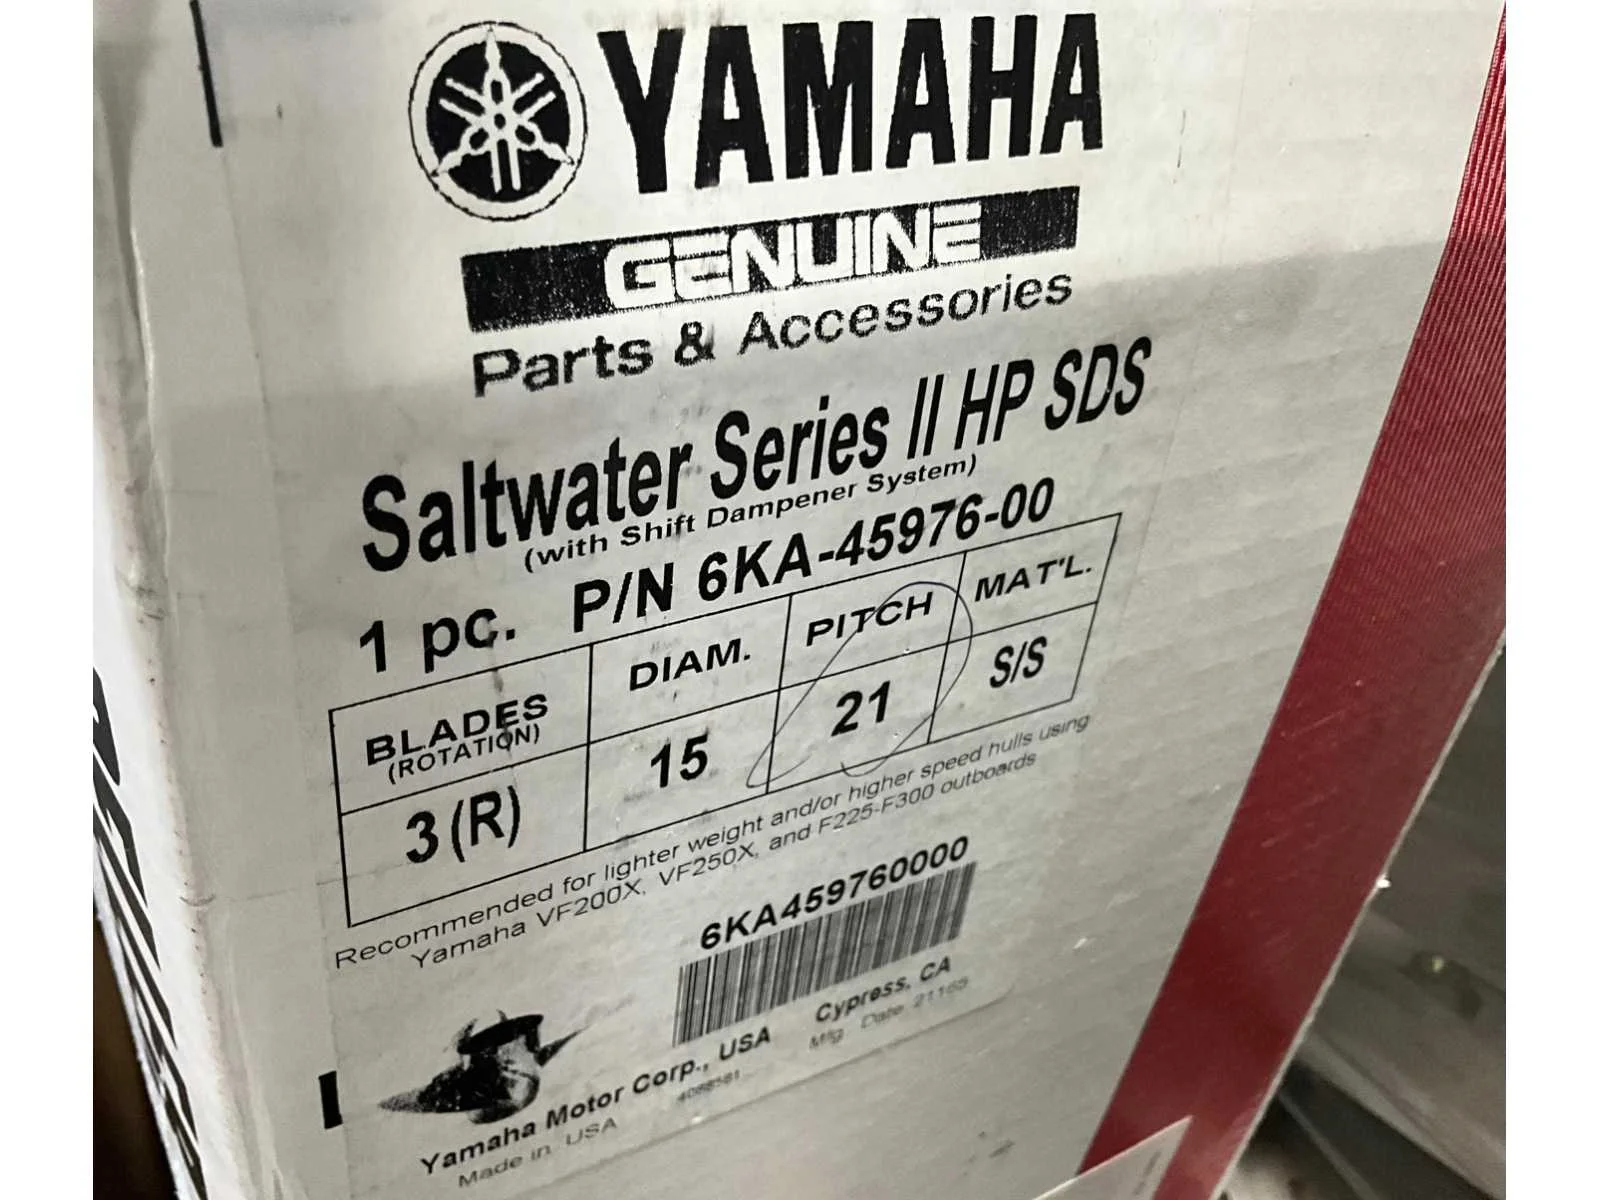 YAMAHA
GENUINE
Parts & Accessories
Saltwater Series II HP SDS
(with Shift Dampener System)
1 pc. P/N 6KA-45976-00
BLADES (ROTATION) DIAM. PITCH MAT'L.
3 (R) 15 21 S/S
Recommended for lighter weight and/or higher speed hulls using
Yamaha VF200X, VF250X, and F225-F300 outboards
6KA459760000
Yamaha Motor Corp., USA Cypress, CA
Made in USA Mfg. Date